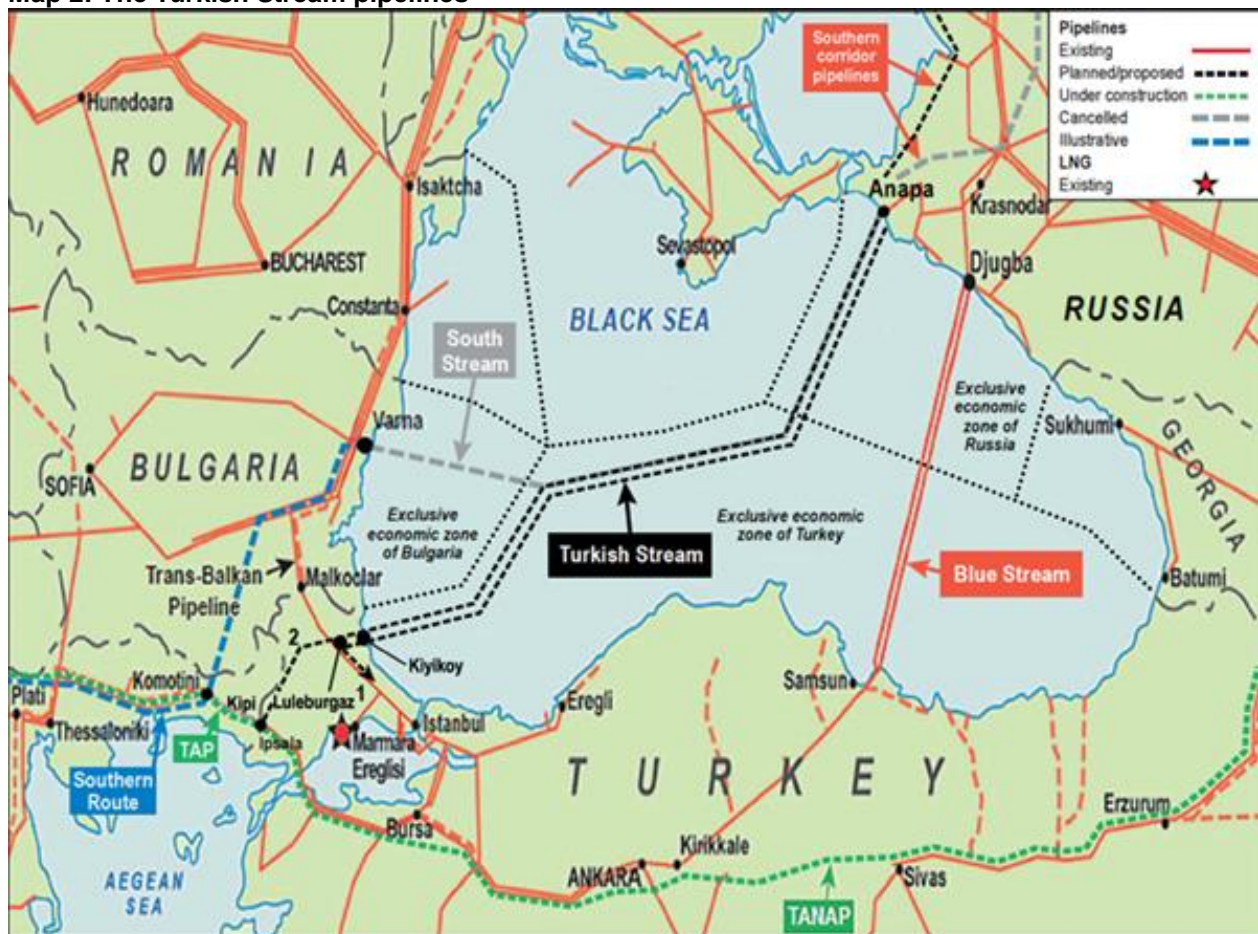 Map 2: The Turkish Stream pipelines
Pipelines
Existing
Planned/proposed
Under construction
Cancelled
Illustrative
LNG
Existing
Southern
corridor
pipelines
Hunedoara
ROMANIA
Isaktcha
Anapa
Krasnodar
BUCHAREST
Sevastopol
Djugba
Constanta
BLACK SEA
RUSSIA
South
Stream
Varna
Exclusive
economic
zone of
Russia
Sukhumi
GEORGIA
SOFIA
BULGARIA
Exclusive
economic zone
of Bulgaria
Exclusive economic
zone of Turkey
Turkish Stream
Trans-Balkan
Pipeline
Malkoclar
Blue Stream
Batumi
2
Kiyikoy
Komotini
Kipi
Luleburgaz
1
Samsun
Eregli
Plati
Thessaloniki
TAP
Ipsala
Istanbul
Marmara
Ereglisi
Southern
Route
TURKEY
Bursa
Erzurum
Kirikkale
ANKARA
Sivas
AEGEAN
SEA
TANAP